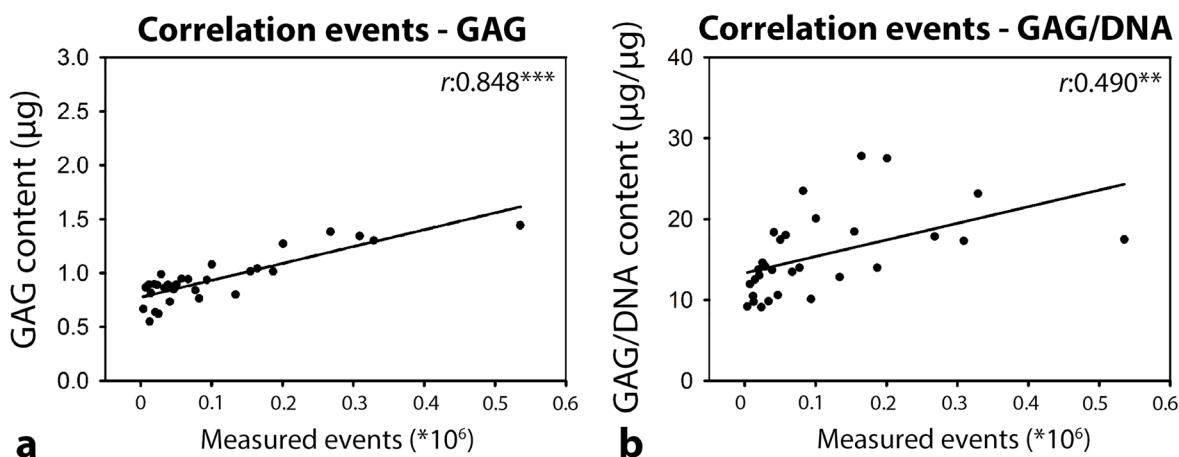 Correlation events - GAG
r:0.848***
GAG content (µg)
3.0
2.5
2.0
1.5
1.0
0.5
0.0
0 0.1 0.2 0.3 0.4 0.5 0.6
Measured events (*10⁶)
a
Correlation events - GAG/DNA
r:0.490**
GAG/DNA content (µg/µg)
40
30
20
10
0
0 0.1 0.2 0.3 0.4 0.5 0.6
Measured events (*10⁶)
b